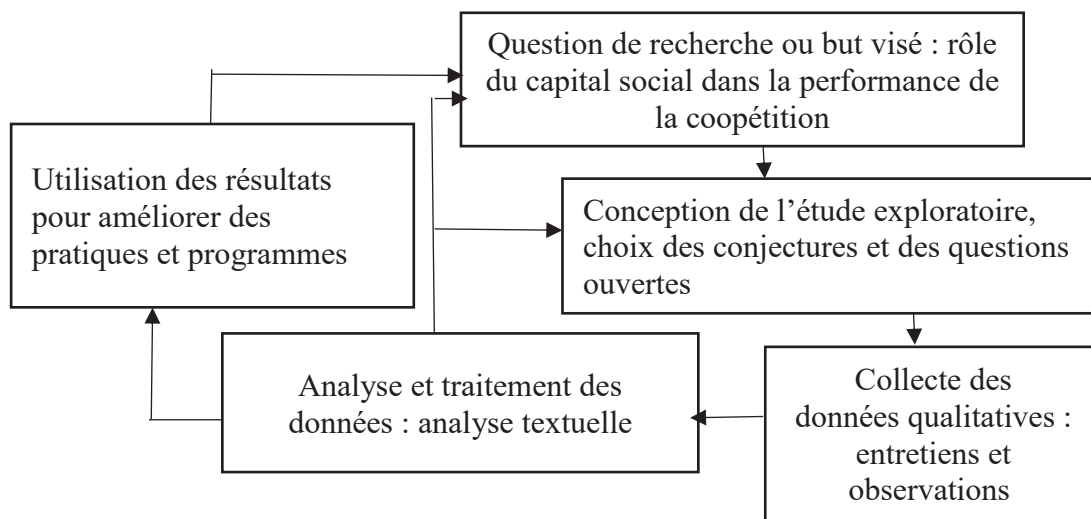 Question de recherche ou but visé : rôle
du capital social dans la performance de
la coopétition
Utilisation des résultats
pour améliorer des
pratiques et programmes
Conception de l’étude exploratoire,
choix des conjectures et des questions
ouvertes
Analyse et traitement des
données : analyse textuelle
Collecte des
données qualitatives :
entretiens et
observations